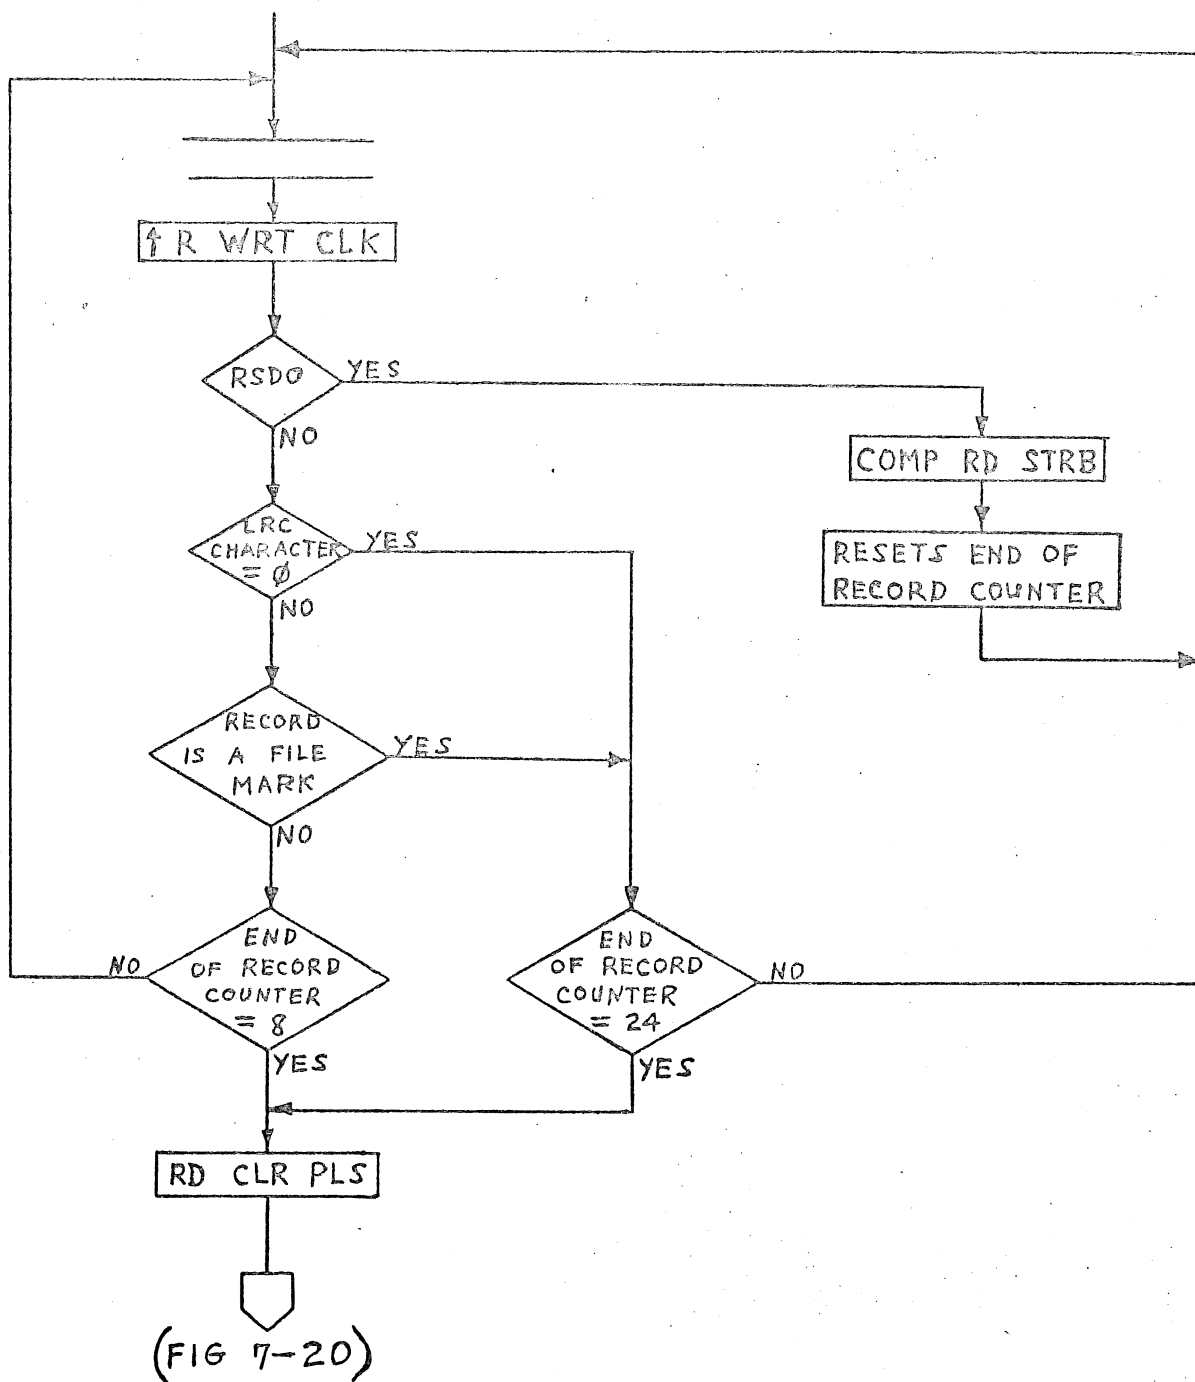 ↑ R WRT CLK
RSDO
YES
NO
COMP RD STRB
RESETS END OF
RECORD COUNTER
LRC
CHARACTER
= Ø
YES
NO
RECORD
IS A FILE
MARK
YES
NO
END
OF RECORD
COUNTER
= 8
NO
YES
END
OF RECORD
COUNTER
= 24
NO
YES
RD CLR PLS
(FIG 7-20)